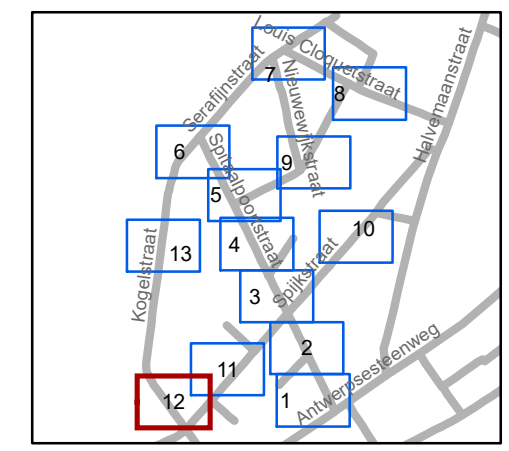 Louis Cloquetstraat
Serafijnstraat
7
Nieuwewijkstraat
8
Halvemaanstraat
6
Spitaalpoortstraat
9
5
10
4
Spijkstraat
13
Kogelstraat
3
2
Antwerpsesteenweg
11
12
1